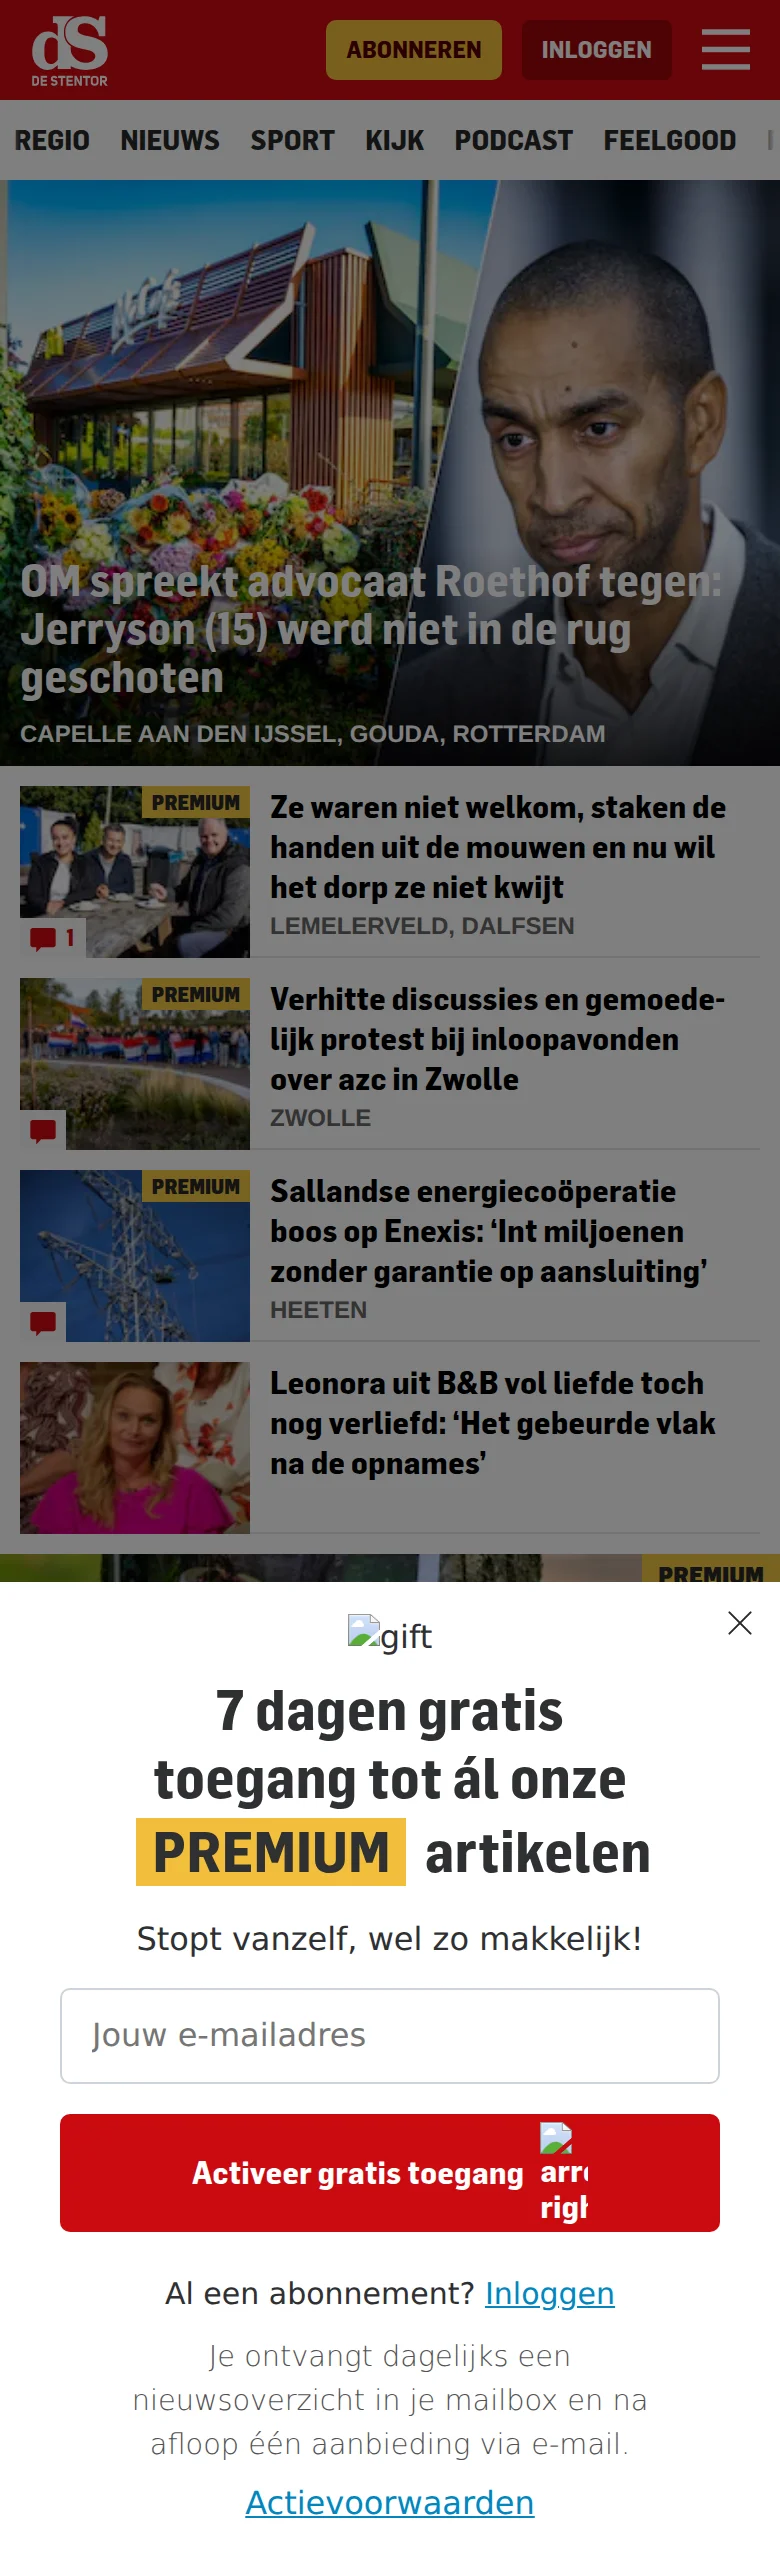 dS
DE STENTOR
ABONNEREN
INLOGGEN
REGIO NIEUWS SPORT KIJK PODCAST FEELGOOD
McCafé
OM spreekt advocaat Roethof tegen:
Jerryson (15) werd niet in de rug
geschoten
CAPELLE AAN DEN IJSSEL, GOUDA, ROTTERDAM
PREMIUM
1
Ze waren niet welkom, staken de
handen uit de mouwen en nu wil
het dorp ze niet kwijt
LEMELERVELD, DALFSEN
PREMIUM
Verhitte discussies en gemoede-
lijk protest bij inloopavonden
over azc in Zwolle
ZWOLLE
PREMIUM
Sallandse energiecoöperatie
boos op Enexis: ‘Int miljoenen
zonder garantie op aansluiting’
HEETEN
Leonora uit B&B vol liefde toch
nog verliefd: ‘Het gebeurde vlak
na de opnames’
PREMIUM
gift
7 dagen gratis
toegang tot ál onze
PREMIUM artikelen
Stopt vanzelf, wel zo makkelijk!
Jouw e-mailadres
Activeer gratis toegang
Al een abonnement? Inloggen
Je ontvangt dagelijks een
nieuwsoverzicht in je mailbox en na
afloop één aanbieding via e-mail.
Actievoorwaarden